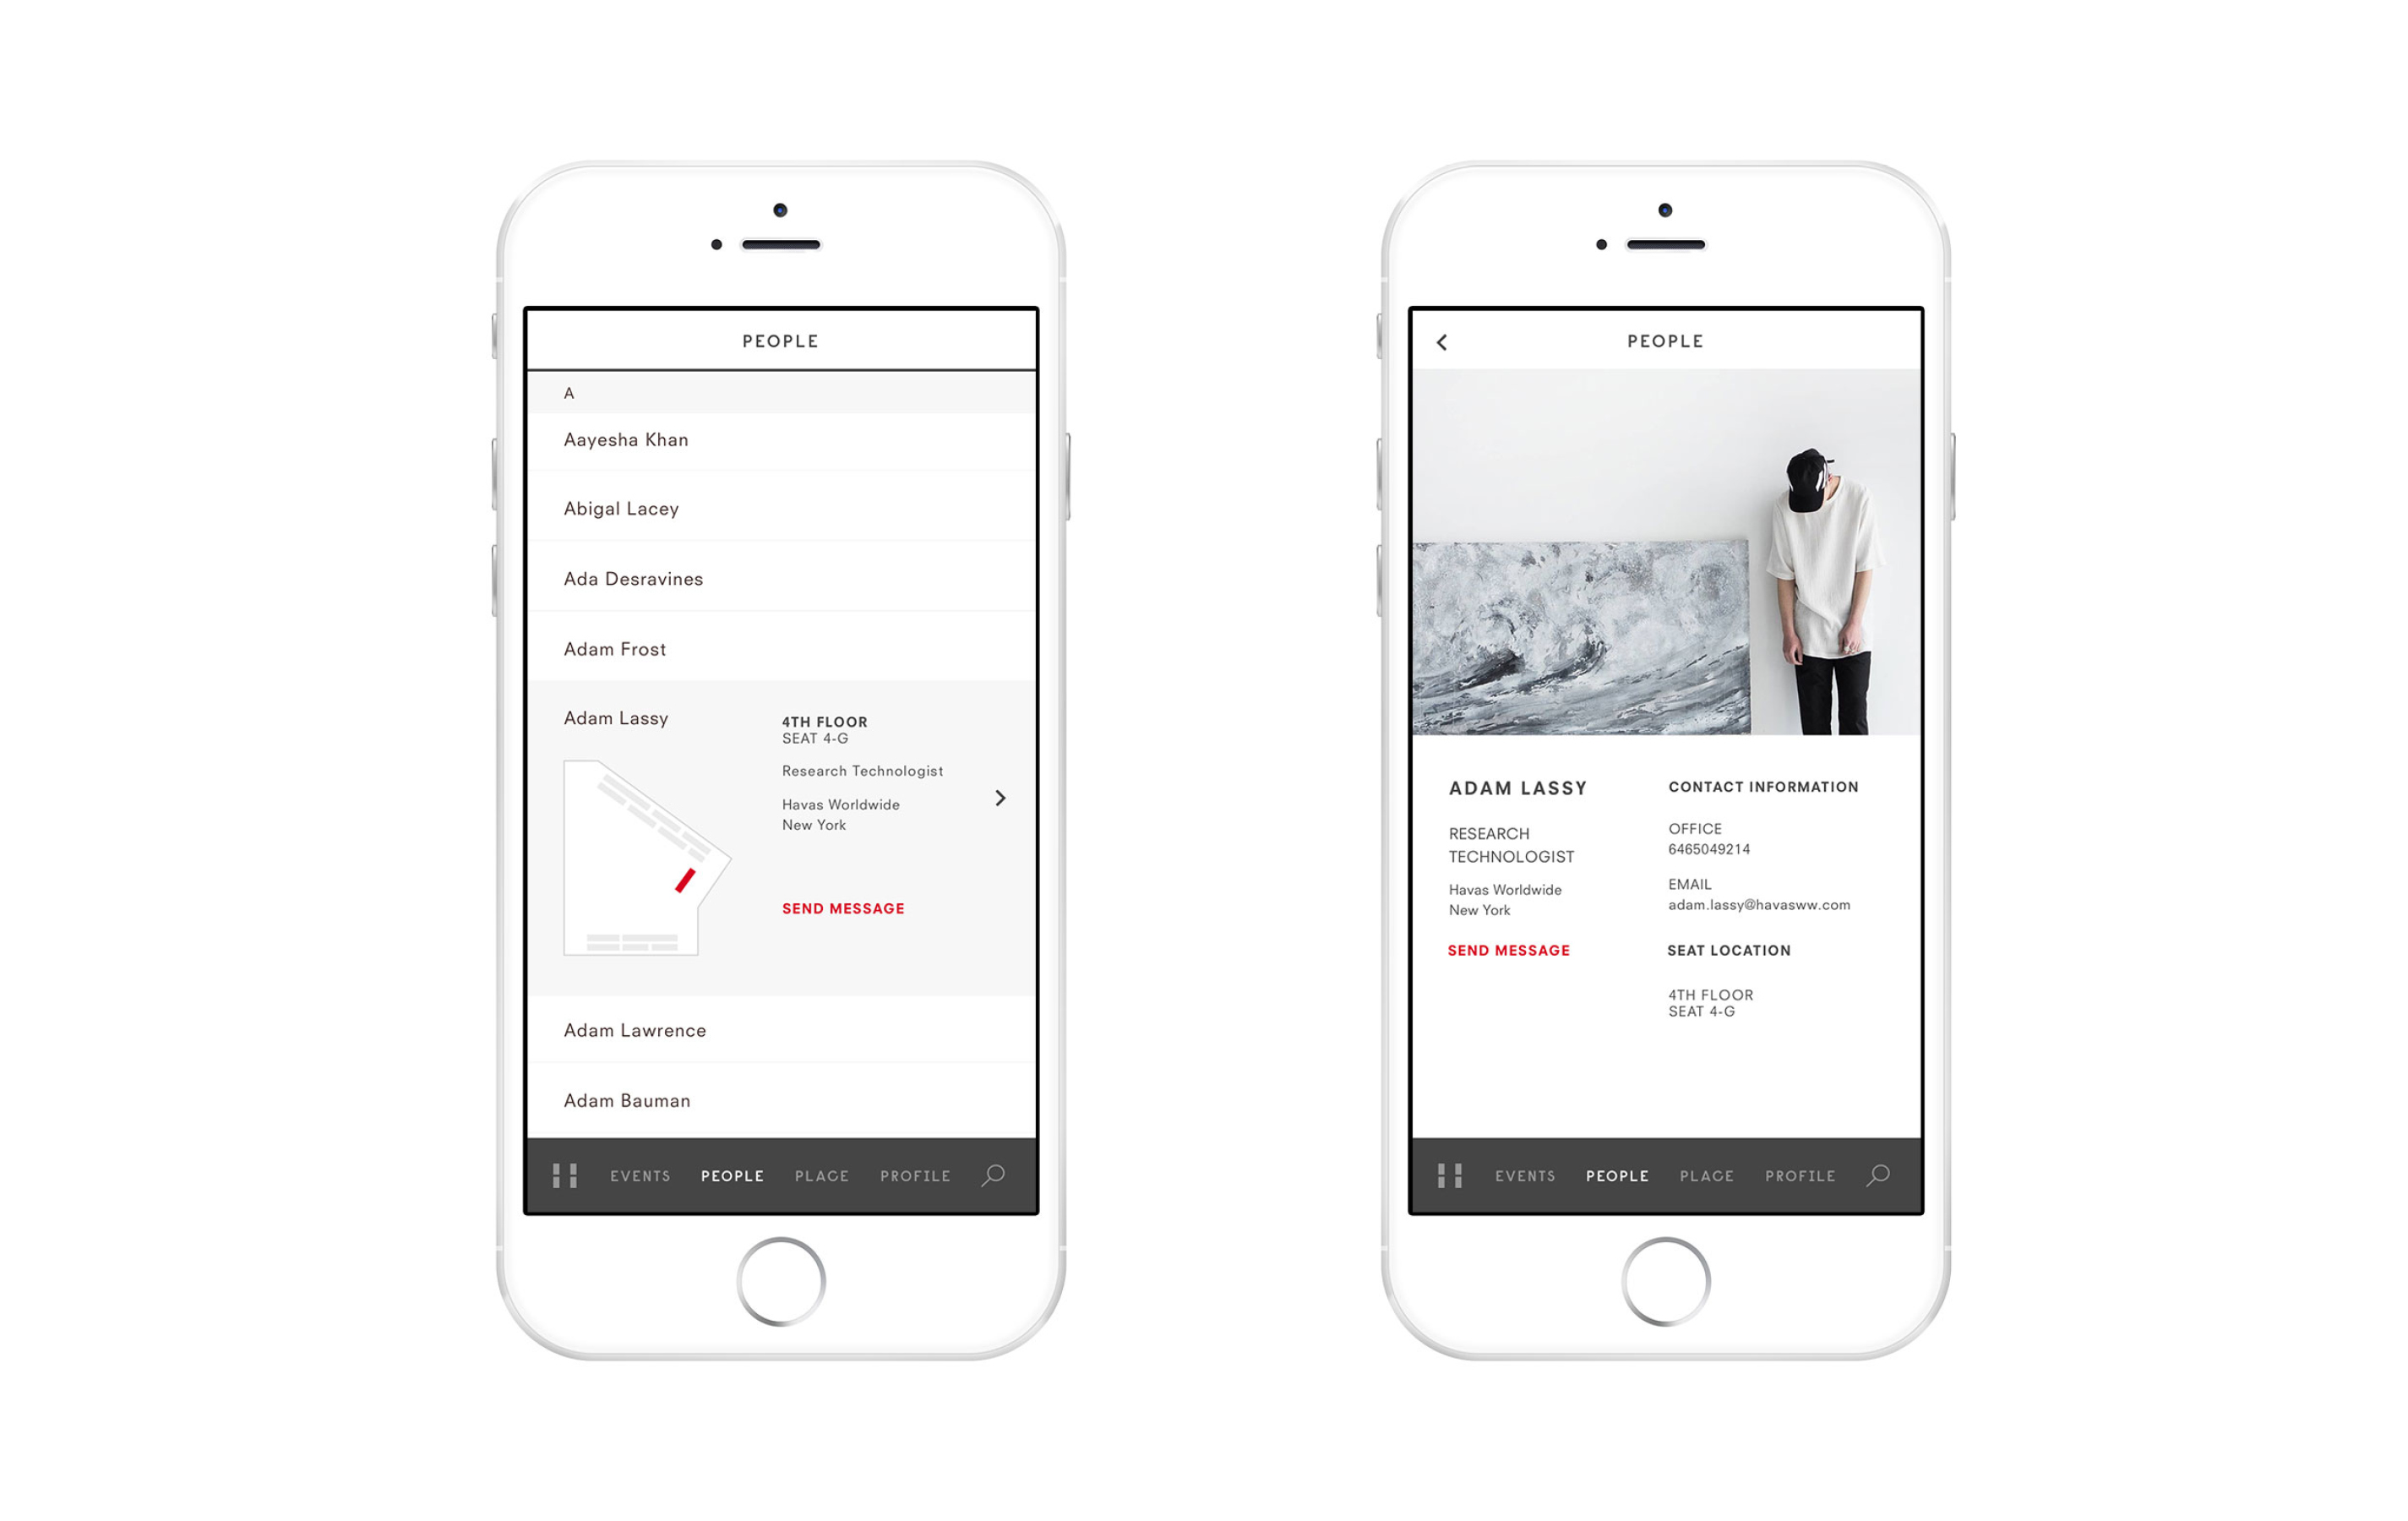 PEOPLE
A
Aayesha Khan
Abigal Lacey
Ada Desravines
Adam Frost
Adam Lassy
4TH FLOOR
SEAT 4-G
Research Technologist
Havas Worldwide
New York
SEND MESSAGE
Adam Lawrence
Adam Bauman
EVENTS PEOPLE PLACE PROFILE
PEOPLE
ADAM LASSY
RESEARCH
TECHNOLOGIST
Havas Worldwide
New York
SEND MESSAGE
CONTACT INFORMATION
OFFICE
6465049214
EMAIL
adam.lassy@havasww.com
SEAT LOCATION
4TH FLOOR
SEAT 4-G
EVENTS PEOPLE PLACE PROFILE